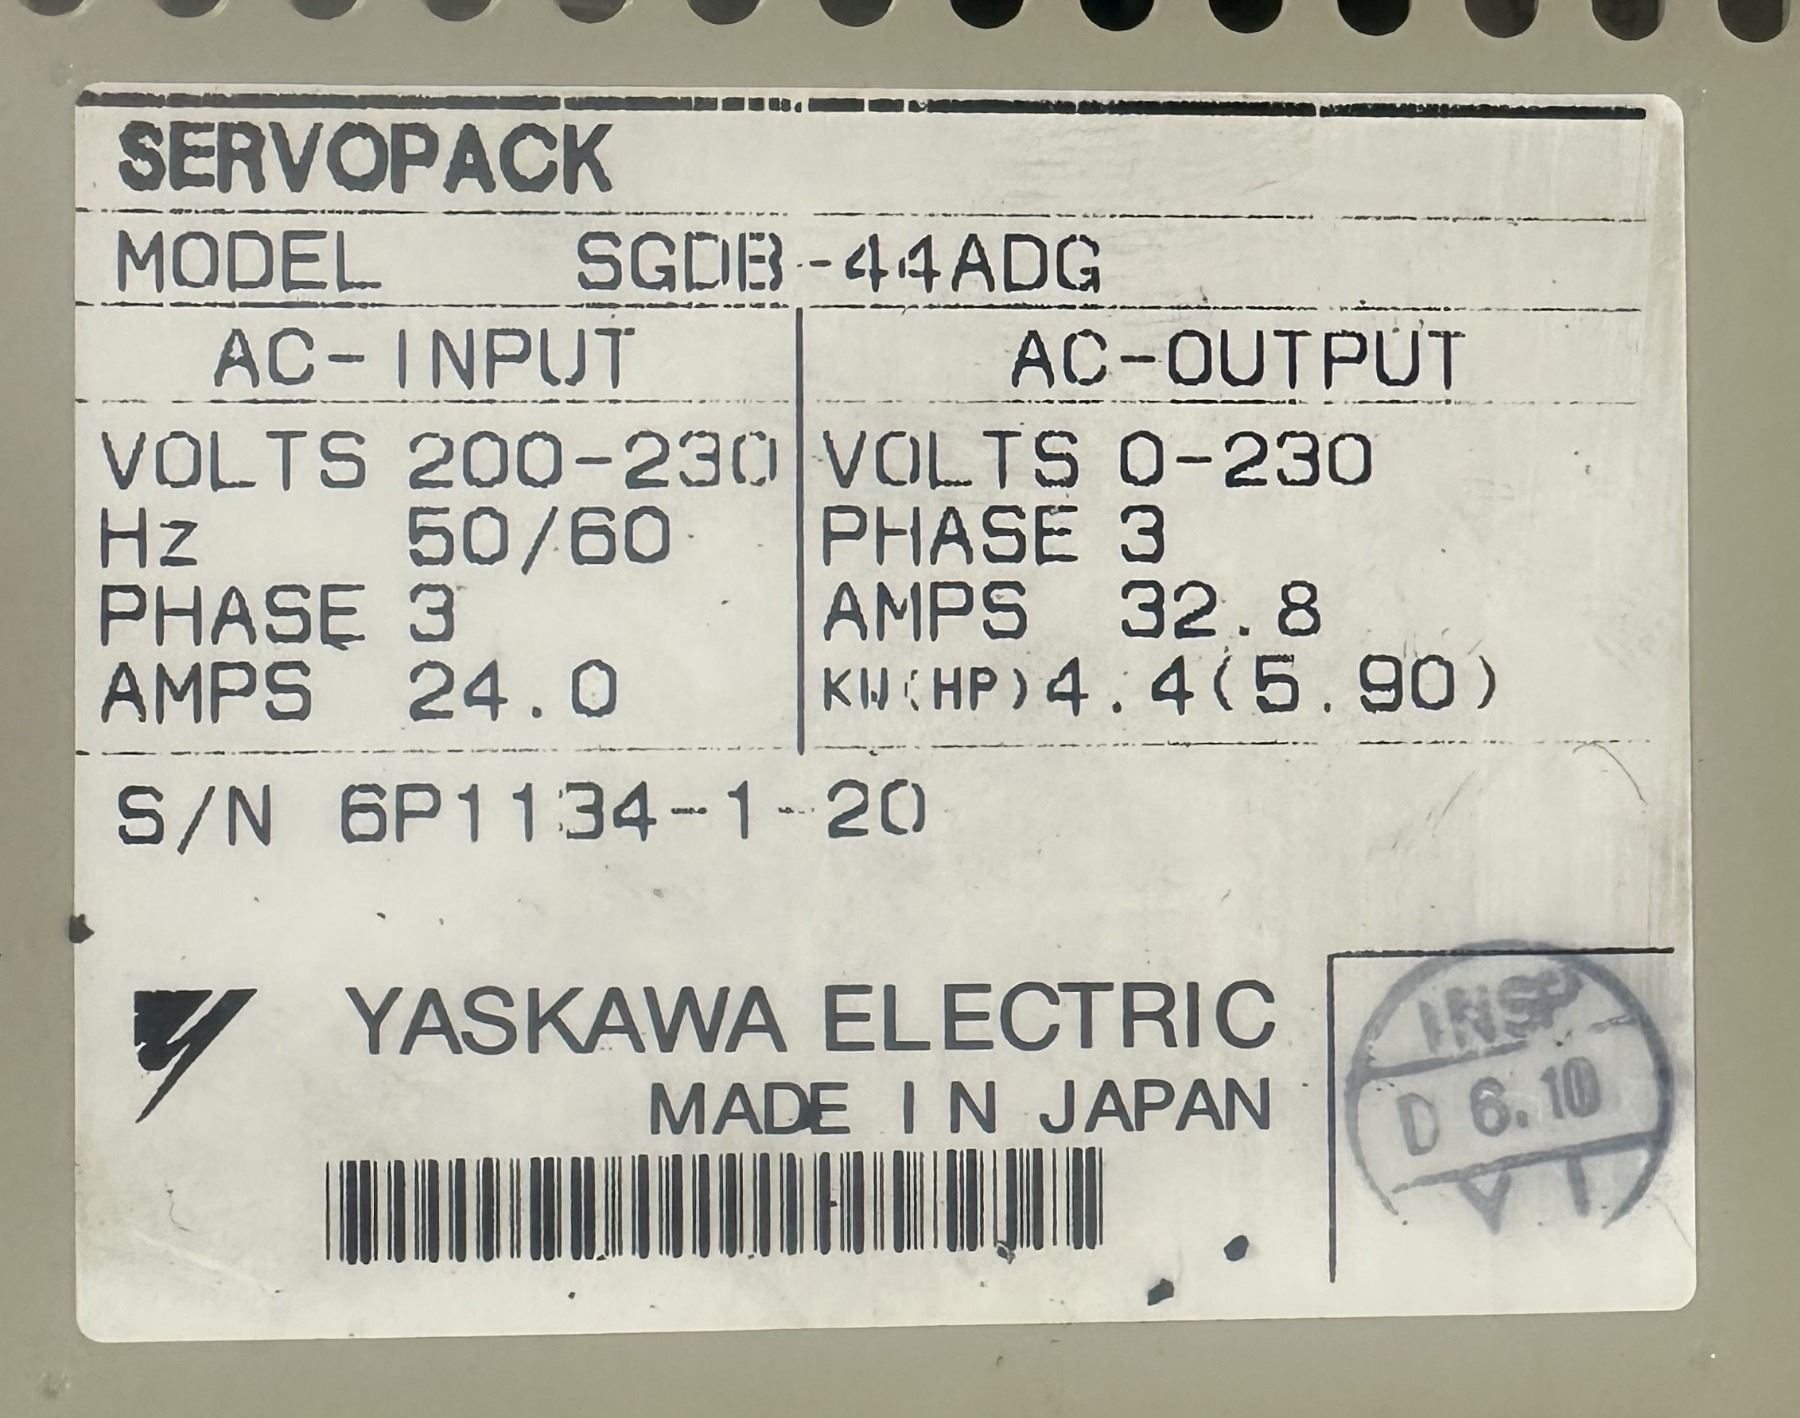 SERVOPACK
MODEL SGDB-44ADG
AC-INPUT AC-OUTPUT
VOLTS 200-230 VOLTS 0-230
Hz 50/60 PHASE 3
PHASE 3 AMPS 32.8
AMPS 24.0 KW(HP)4.4(5.90)
S/N 6P1134-1-20
YASKAWA ELECTRIC
MADE IN JAPAN
INSP
D 6.10